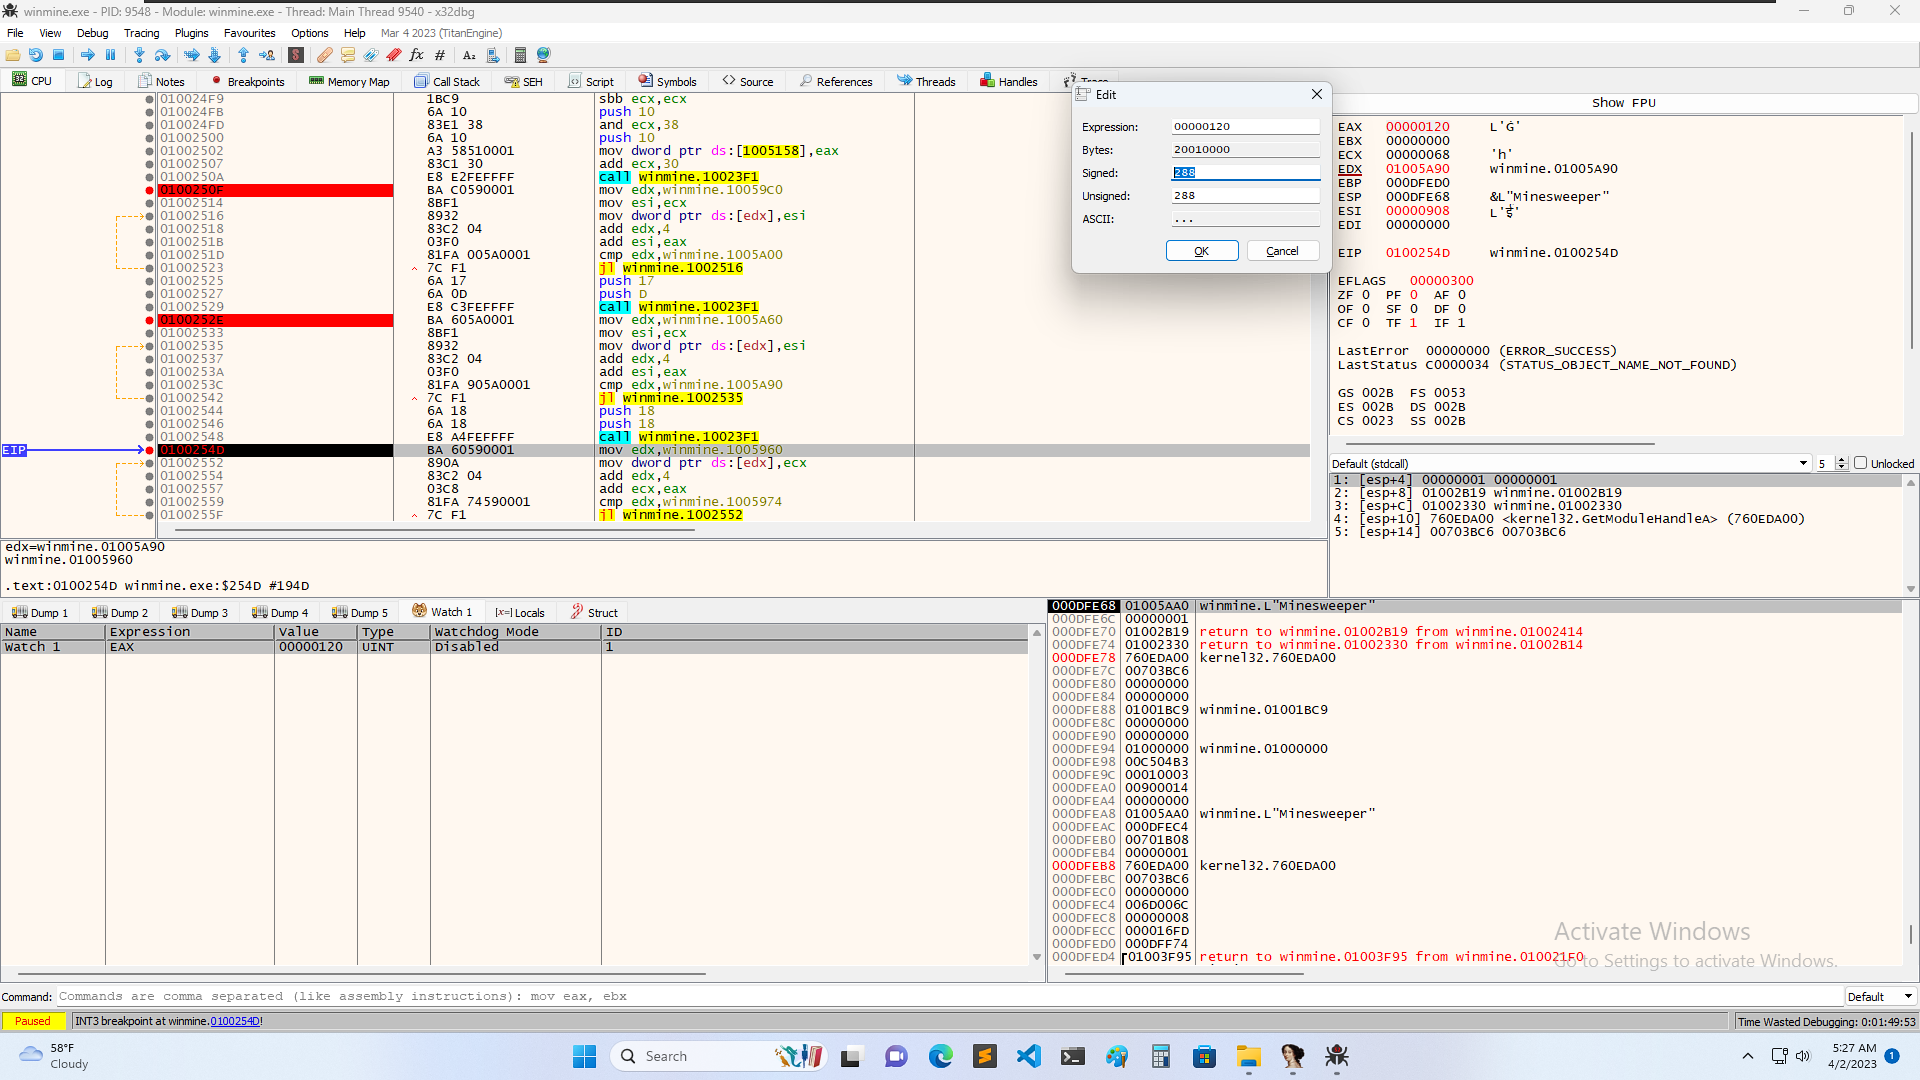 winmine.exe - PID: 9548 - Module: winmine.exe - Thread: Main Thread 9540 - x32dbg
File View Debug Tracing Plugins Favourites Options Help Mar 4 2023 (TitanEngine)
CPU Log Notes Breakpoints Memory Map Call Stack SEH Script Symbols Source References Threads Handles Trace
010024F9 1BC9 sbb ecx,ecx
010024FB 6A 10 push 10
010024FD 83E1 38 and ecx,38
01002500 6A 10 push 10
01002502 A3 58510001 mov dword ptr ds:[1005158],eax
01002507 83C1 30 add ecx,30
0100250A E8 E2FEFFFF call winmine.10023F1
0100250F BA C0590001 mov edx,winmine.10059C0
01002514 8BF1 mov esi,ecx
01002516 8932 mov dword ptr ds:[edx],esi
01002518 83C2 04 add edx,4
0100251B 03F0 add esi,eax
0100251D 81FA 005A0001 cmp edx,winmine.1005A00
01002523 7C F1 jl winmine.1002516
01002525 6A 17 push 17
01002527 6A 0D push D
01002529 E8 C3FEFFFF call winmine.10023F1
0100252E BA 605A0001 mov edx,winmine.1005A60
01002533 8BF1 mov esi,ecx
01002535 8932 mov dword ptr ds:[edx],esi
01002537 83C2 04 add edx,4
0100253A 03F0 add esi,eax
0100253C 81FA 905A0001 cmp edx,winmine.1005A90
01002542 7C F1 jl winmine.1002535
01002544 6A 18 push 18
01002546 6A 18 push 18
01002548 E8 A4FEFFFF call winmine.10023F1
EIP 0100254D BA 60590001 mov edx,winmine.1005960
01002552 890A mov dword ptr ds:[edx],ecx
01002554 83C2 04 add edx,4
01002557 03C8 add ecx,eax
01002559 81FA 74590001 cmp edx,winmine.1005974
0100255F 7C F1 jl winmine.1002552
Edit
Expression: 00000120
Bytes: 20010000
Signed: 288
Unsigned: 288
ASCII: ...
OK Cancel
Show FPU
EAX 00000120 L'Ġ'
EBX 00000000
ECX 00000068 'h'
EDX 01005A90 winmine.01005A90
EBP 000DFED0
ESP 000DFE68 &L"Minesweeper"
ESI 00000908
EDI 00000000
EIP 0100254D winmine.0100254D
EFLAGS 00000300
ZF 0 PF 0 AF 0
OF 0 SF 0 DF 0
CF 0 TF 1 IF 1
LastError 00000000 (ERROR_SUCCESS)
LastStatus C0000034 (STATUS_OBJECT_NAME_NOT_FOUND)
GS 002B FS 0053
ES 002B DS 002B
CS 0023 SS 002B
Default (stdcall) 5 Unlocked
1: [esp+4] 00000001 00000001
2: [esp+8] 01002B19 winmine.01002B19
3: [esp+C] 01002330 winmine.01002330
4: [esp+10] 760EDA00 <kernel32.GetModuleHandleA> (760EDA00)
5: [esp+14] 00703BC6 00703BC6
edx=winmine.01005A90
winmine.01005960
.text:0100254D winmine.exe:$254D #194D
Dump 1 Dump 2 Dump 3 Dump 4 Dump 5 Watch 1 [x=] Locals Struct
Name Expression Value Type Watchdog Mode ID
Watch 1 EAX 00000120 UINT Disabled 1
000DFE68 01005AA0 winmine.L"Minesweeper"
000DFE6C 00000001
000DFE70 01002B19 return to winmine.01002B19 from winmine.01002414
000DFE74 01002330 return to winmine.01002330 from winmine.01002B14
000DFE78 760EDA00 kernel32.760EDA00
000DFE7C 00703BC6
000DFE80 00000000
000DFE84 00000000
000DFE88 01001BC9 winmine.01001BC9
000DFE8C 00000000
000DFE90 00000000
000DFE94 01000000 winmine.01000000
000DFE98 00C504B3
000DFE9C 00010003
000DFEA0 00900014
000DFEA4 00000000
000DFEA8 01005AA0 winmine.L"Minesweeper"
000DFEAC 000DFEC4
000DFEB0 00701B08
000DFEB4 00000001
000DFEB8 760EDA00 kernel32.760EDA00
000DFEBC 00703BC6
000DFEC0 00000000
000DFEC4 006D006C
000DFEC8 00000008
000DFECC 000016FD
000DFED0 000DFF74
000DFED4 01003F95 return to winmine.01003F95 from winmine.010021F0
Activate Windows
Go to Settings to activate Windows.
Command: Commands are comma separated (like assembly instructions): mov eax, ebx Default
Paused INT3 breakpoint at winmine.0100254D! Time Wasted Debugging: 0:01:49:53
58°F
Cloudy
Search
5:27 AM
4/2/2023
1